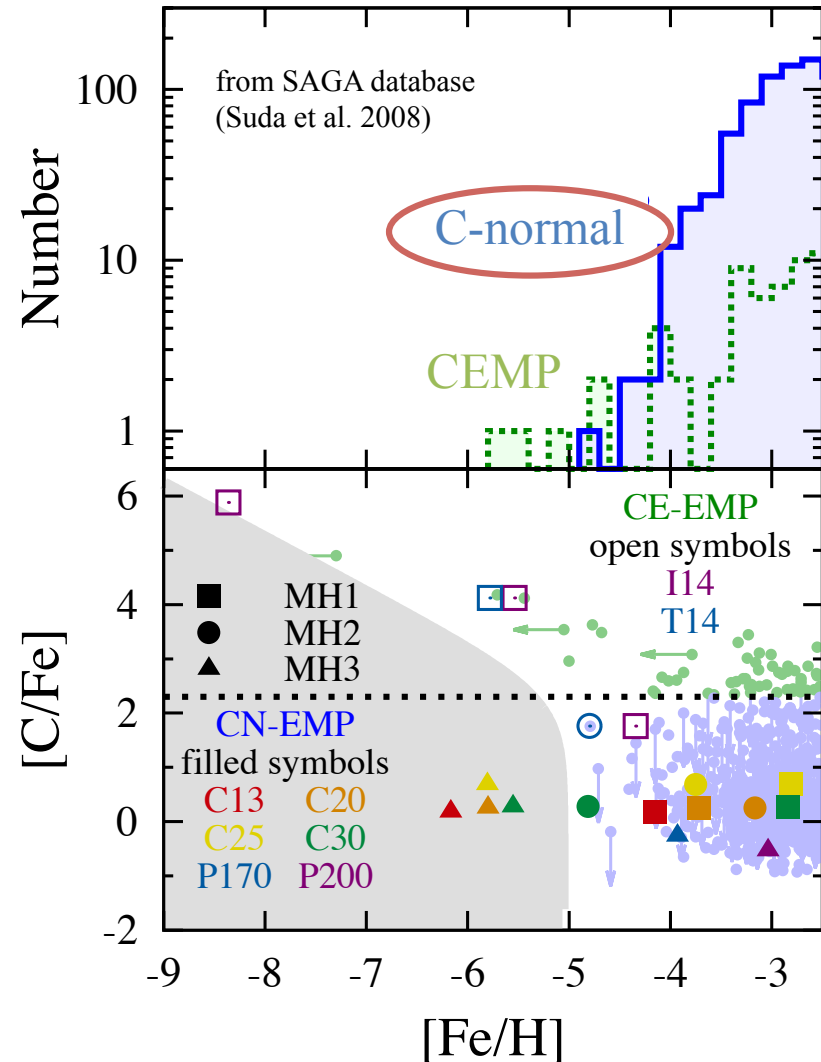 Number
100
10
1
from SAGA database
(Suda et al. 2008)
C-normal
CEMP
[C/Fe]
6
4
2
0
-2
CE-EMP
open symbols
I14
T14
MH1
MH2
MH3
CN-EMP
filled symbols
C13 C20
C25 C30
P170 P200
-9 -8 -7 -6 -5 -4 -3
[Fe/H]